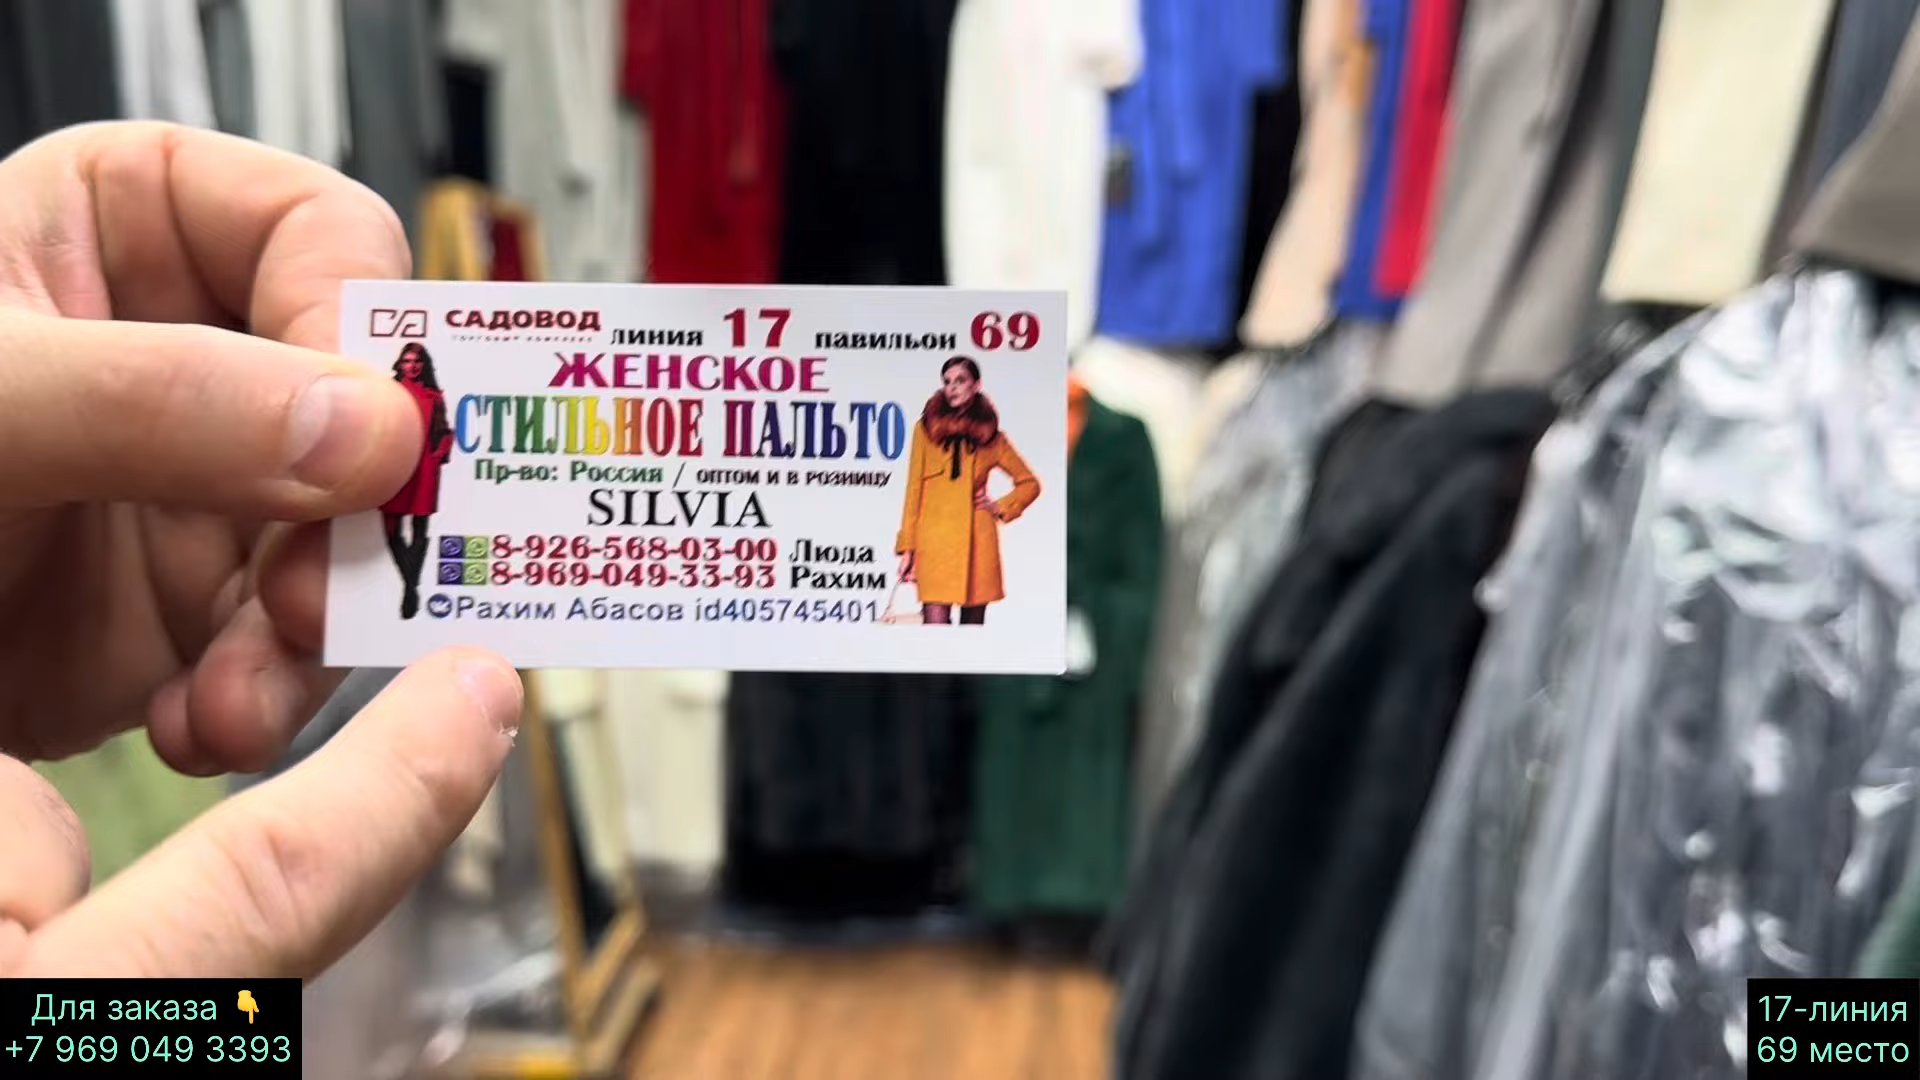 САДОВОД линия 17 павильон 69
ЖЕНСКОЕ
СТИЛЬНОЕ ПАЛЬТО
Пр-во: Россия / оптом и в розницу
SILVIA
8-926-568-03-00 Люда
8-969-049-33-93 Рахим
Рахим Абасов id405745401
Для заказа 👇
+7 969 049 3393
17-линия
69 место